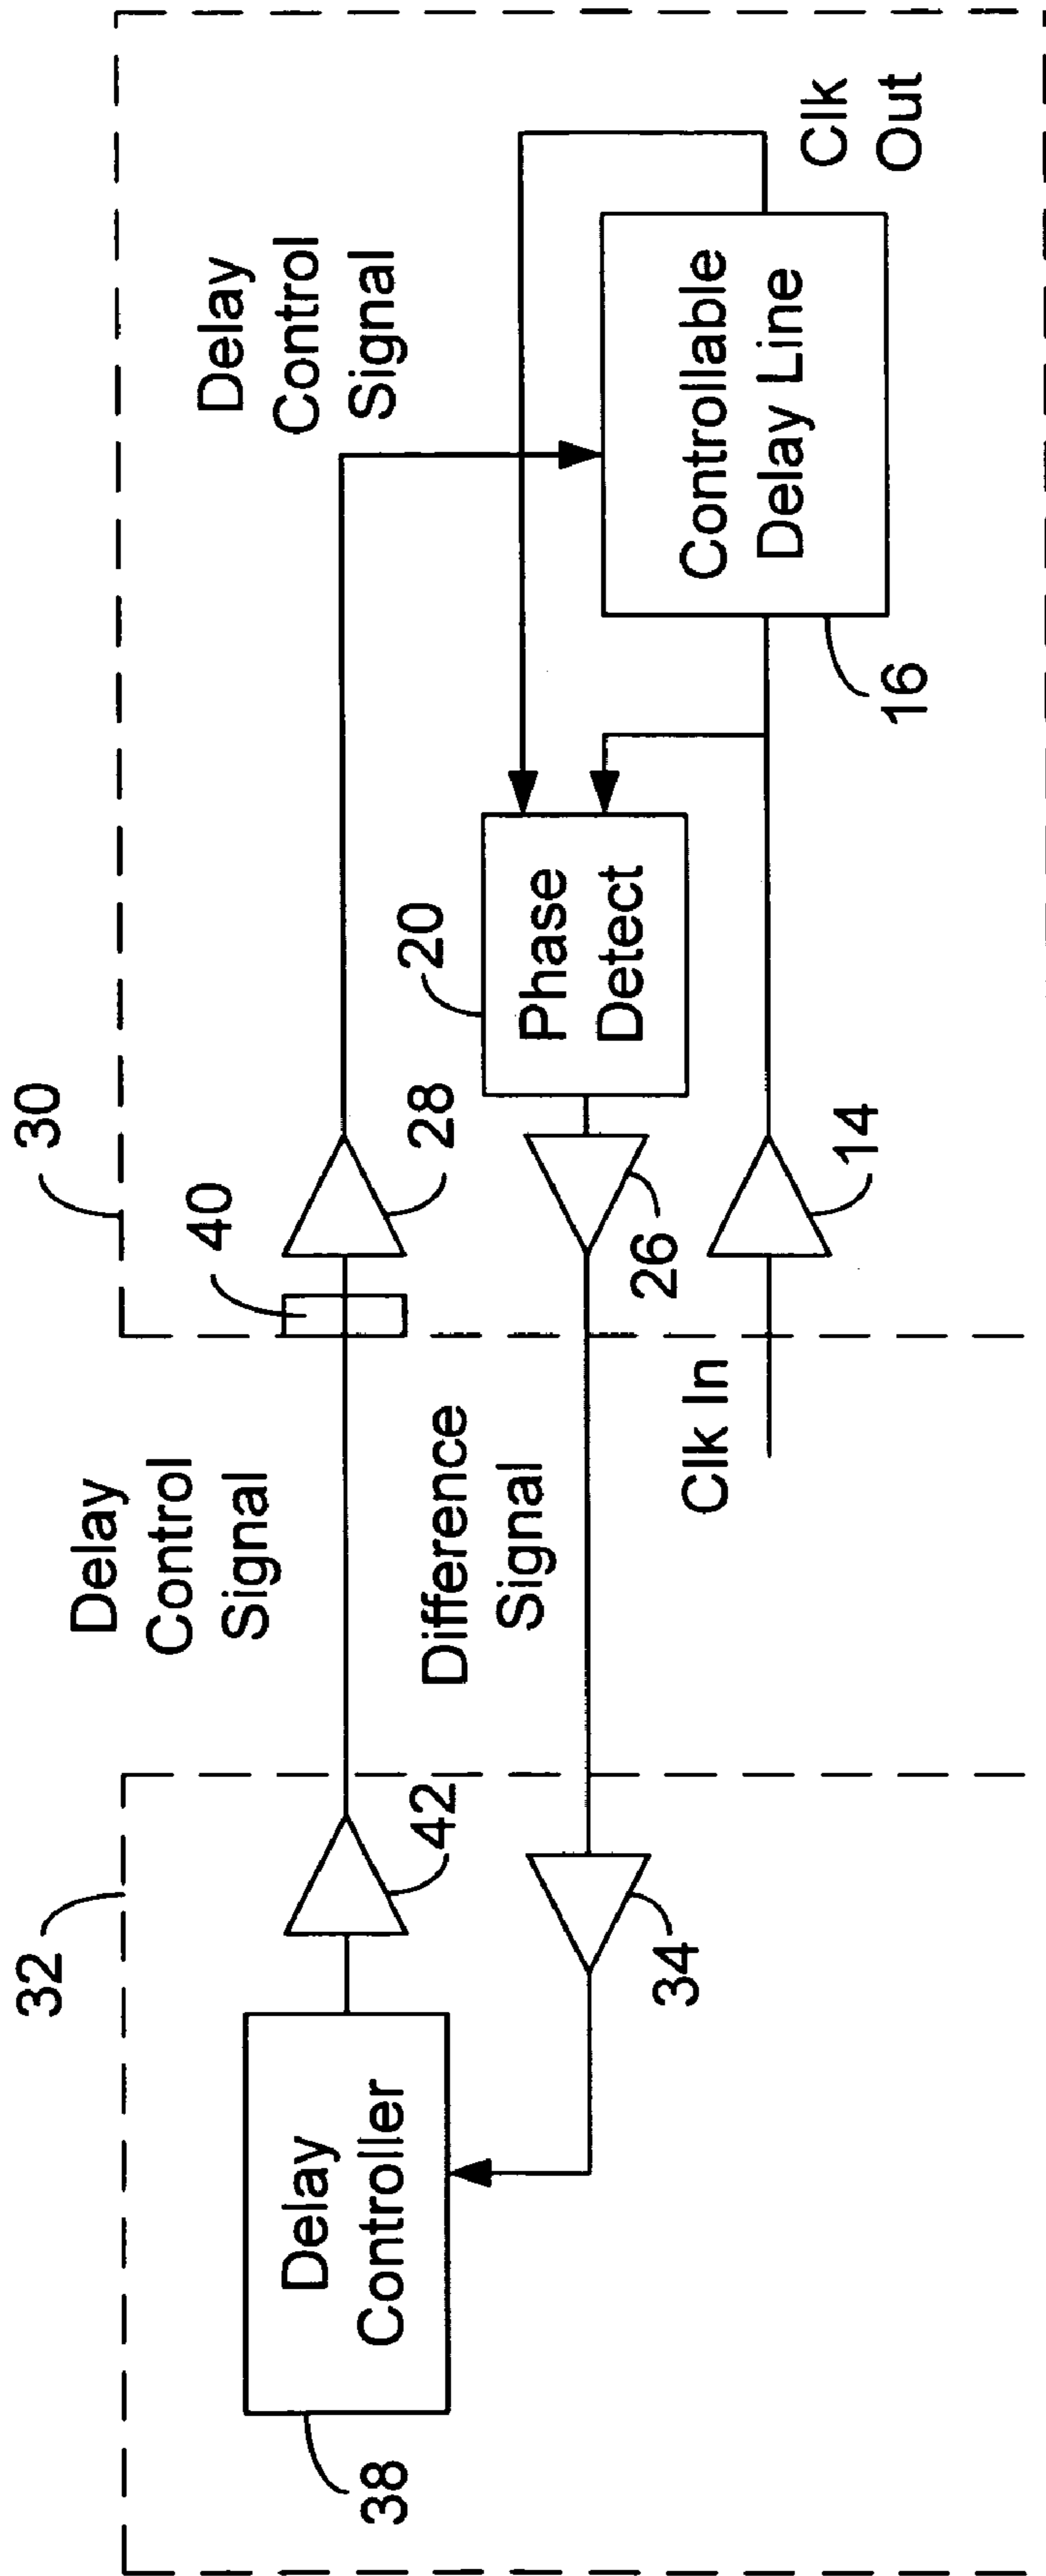 32
30
Delay
Control
Signal
40
Delay
Control
Signal
38
Delay
Controller
42
28
20
Difference
Signal
34
26
Phase
Detect
Controllable
Delay Line
Clk
Out
Clk In
14
16